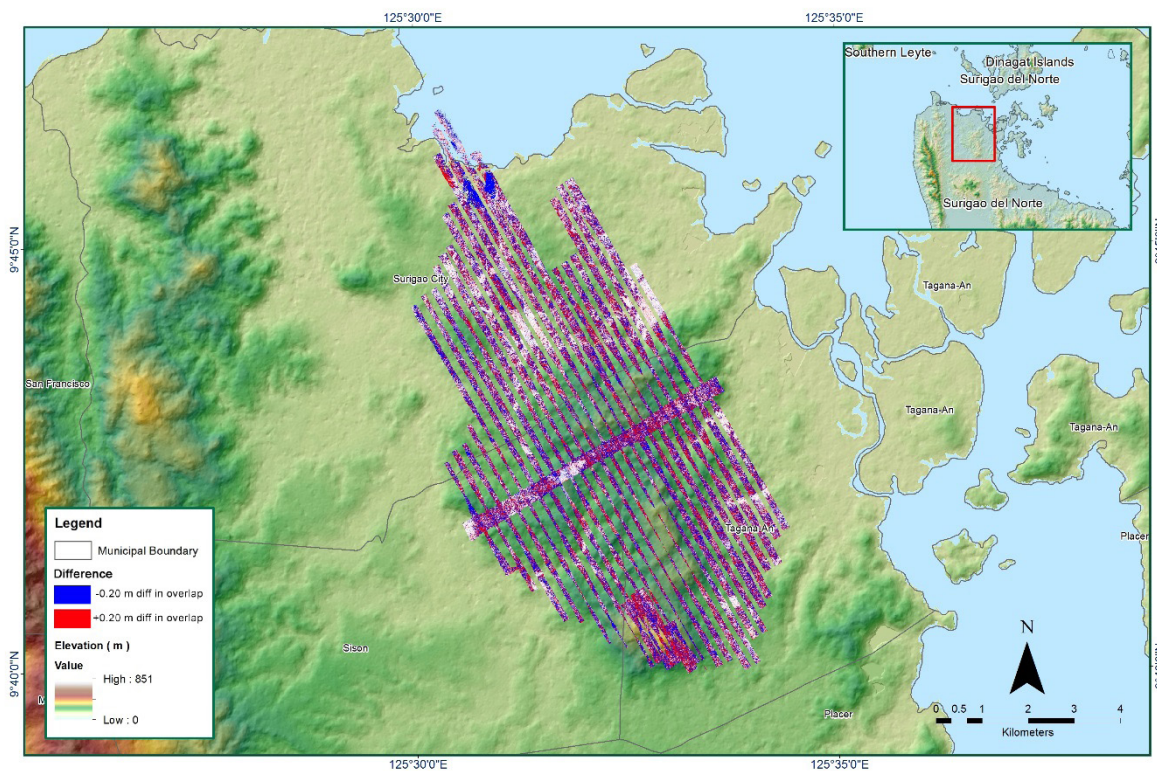 125°30'0"E
125°35'0"E
Southern Leyte
Dinagat Islands
Surigao del Norte
Surigao del Norte
9°45'0"N
Surigao City
Tagana-An
San Francisco
Tagana-An
Tagana-An
Tagana-An
Placer
Sison
Placer
9°40'0"N
Legend
Municipal Boundary
Difference
-0.20 m diff in overlap
+0.20 m diff in overlap
Elevation ( m )
Value
High : 851
Low : 0
N
0 0.5 1 2 3 4
Kilometers
125°30'0"E
125°35'0"E